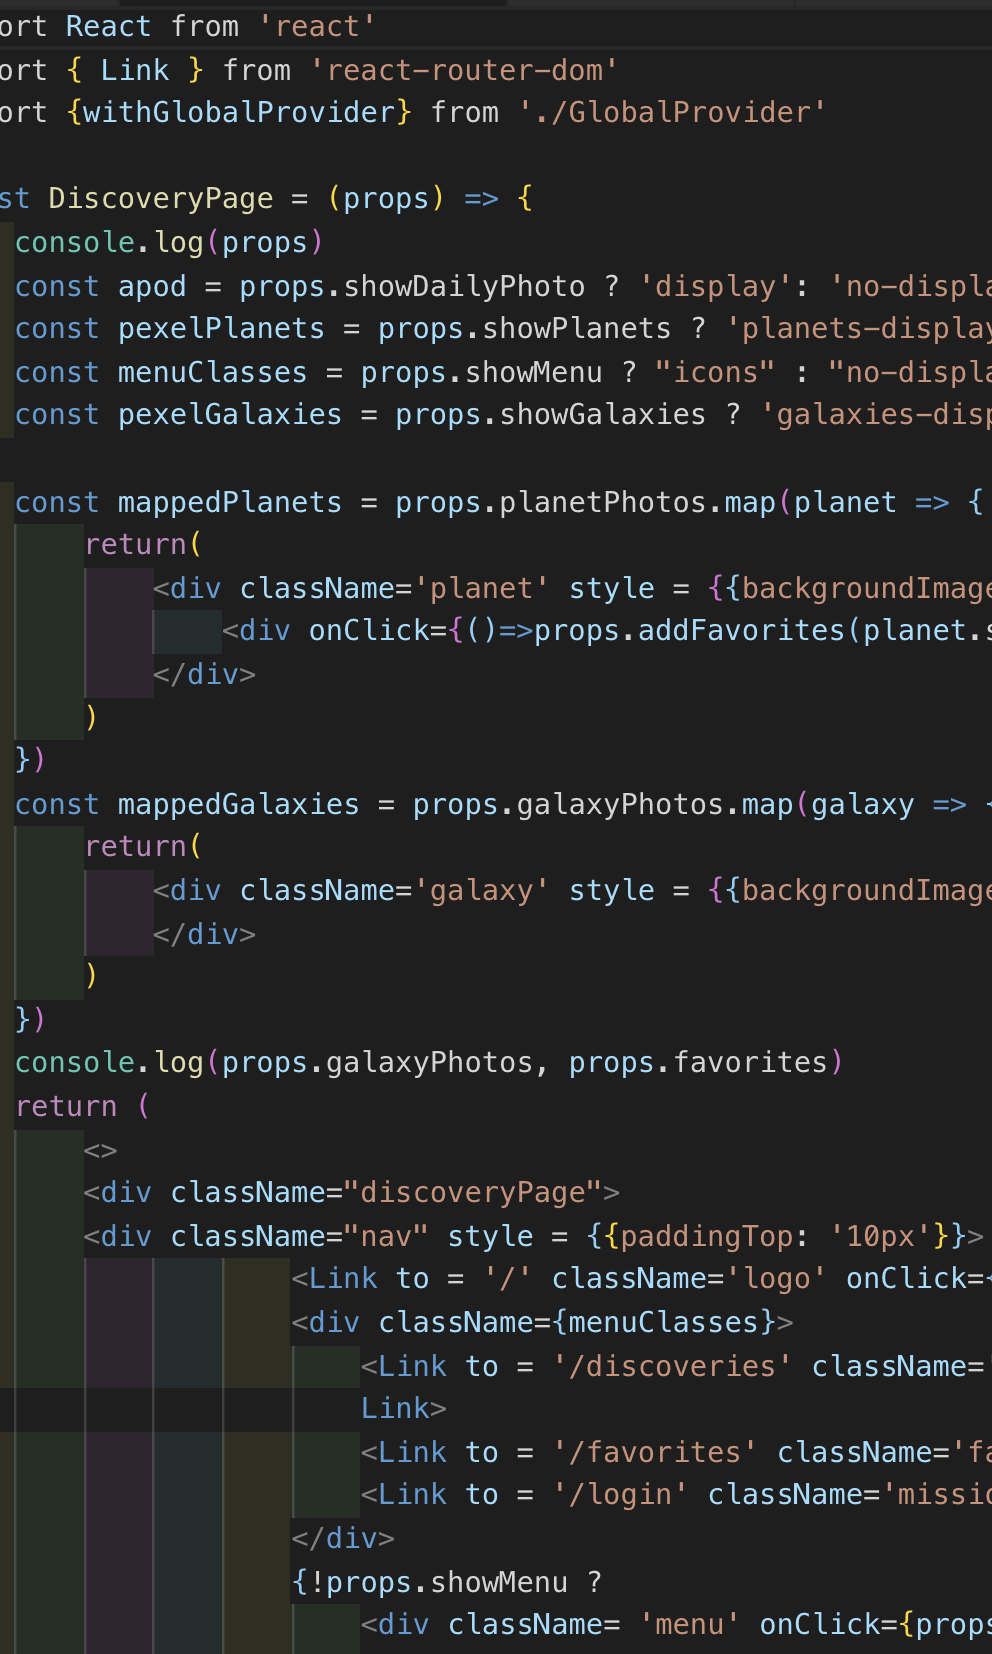 ort React from 'react'
ort { Link } from 'react-router-dom'
ort {withGlobalProvider} from './GlobalProvider'
st DiscoveryPage = (props) => {
console.log(props)
const apod = props.showDailyPhoto ? 'display': 'no-displa
const pexelPlanets = props.showPlanets ? 'planets-display
const menuClasses = props.showMenu ? "icons" : "no-displa
const pexelGalaxies = props.showGalaxies ? 'galaxies-disp
const mappedPlanets = props.planetPhotos.map(planet => {
return(
<div className='planet' style = {{backgroundImage
<div onClick={()=>props.addFavorites(planet.s
</div>
)
})
const mappedGalaxies = props.galaxyPhotos.map(galaxy => {
return(
<div className='galaxy' style = {{backgroundImage
</div>
)
})
console.log(props.galaxyPhotos, props.favorites)
return (
<>
<div className="discoveryPage">
<div className="nav" style = {{paddingTop: '10px'}}>
<Link to = '/' className='logo' onClick={
<div className={menuClasses}>
<Link to = '/discoveries' className='
Link>
<Link to = '/favorites' className='fa
<Link to = '/login' className='missio
</div>
{!props.showMenu ?
<div className= 'menu' onClick={props